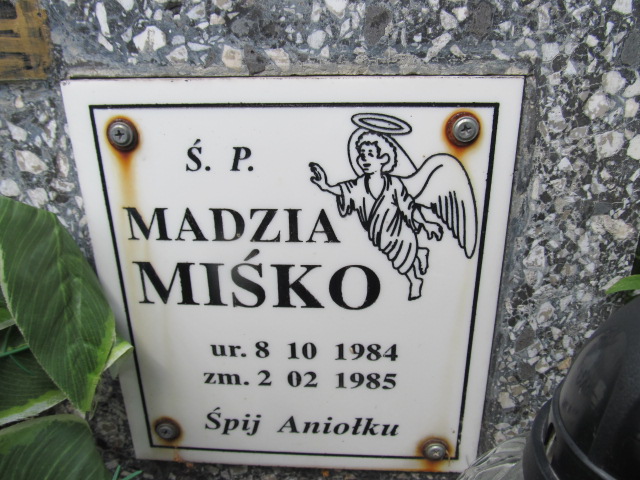 Ś. P.
MADZIA
MIŚKO
ur. 8 10 1984
zm. 2 02 1985
Śpij Aniołku